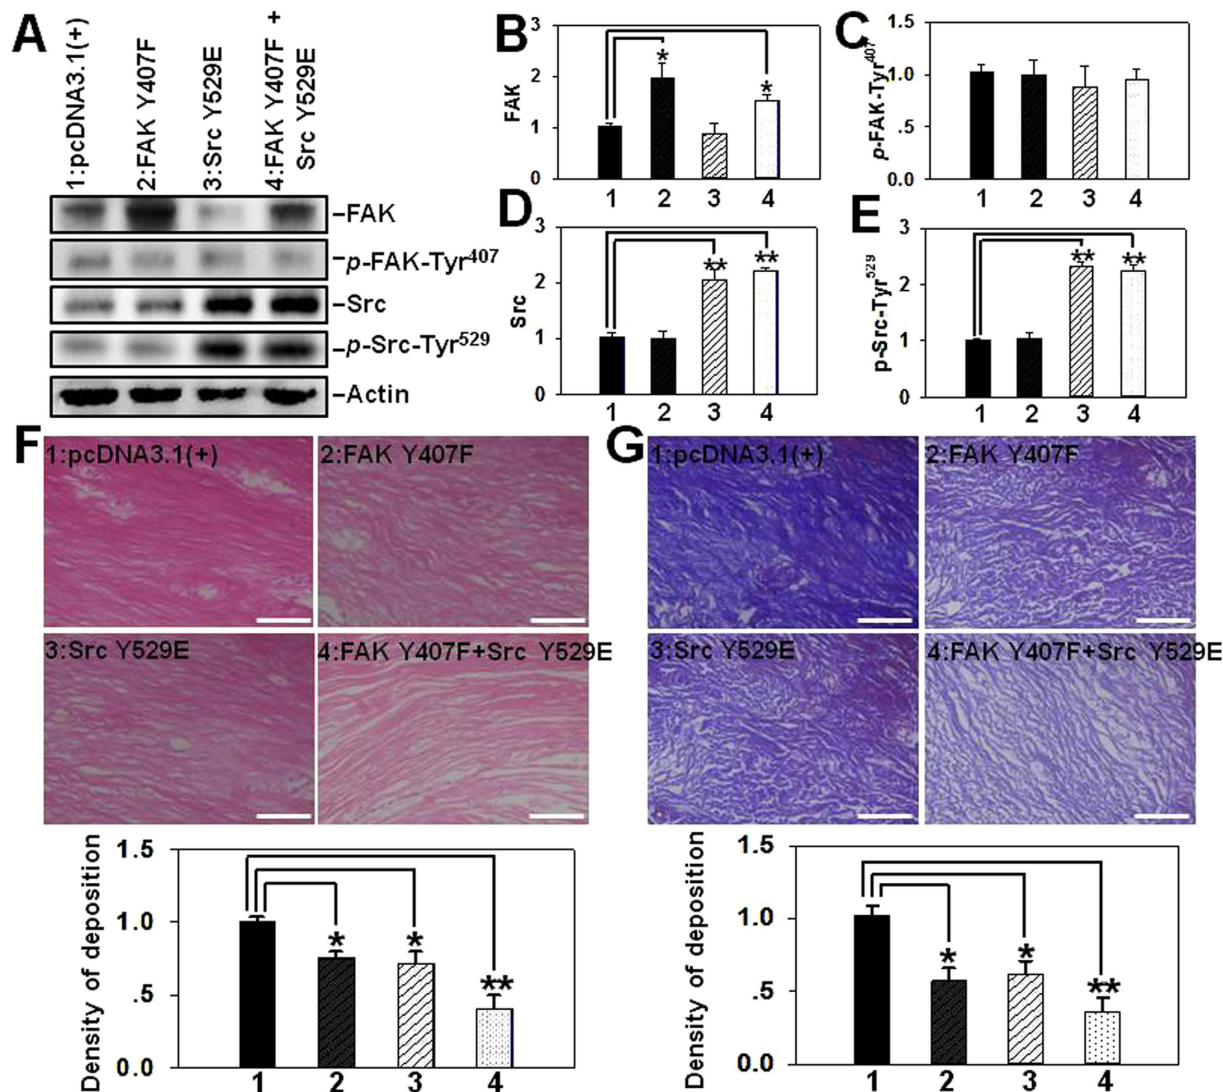 A
1:pcDNA3.1(+)
2:FAK Y407F
3:Src Y529E
4:FAK Y407F +
Src Y529E
–FAK
–p-FAK-Tyr407
–Src
–p-Src-Tyr529
–Actin
B
FAK
3
2
1
0
1 2 3 4
C
p-FAK-Tyr407
1.5
1.0
.5
0.0
1 2 3 4
D
Src
3
2
1
0
1 2 3 4
E
p-Src-Tyr529
3
2
1
0
1 2 3 4
* *
** **
** **
F
1:pcDNA3.1(+)
2:FAK Y407F
3:Src Y529E
4:FAK Y407F+Src Y529E
Density of deposition
1.5
1.0
.5
0.0
* * **
1 2 3 4
G
1:pcDNA3.1(+)
2:FAK Y407F
3:Src Y529E
4:FAK Y407F+Src Y529E
Density of deposition
1.5
1.0
.5
0.0
* * **
1 2 3 4